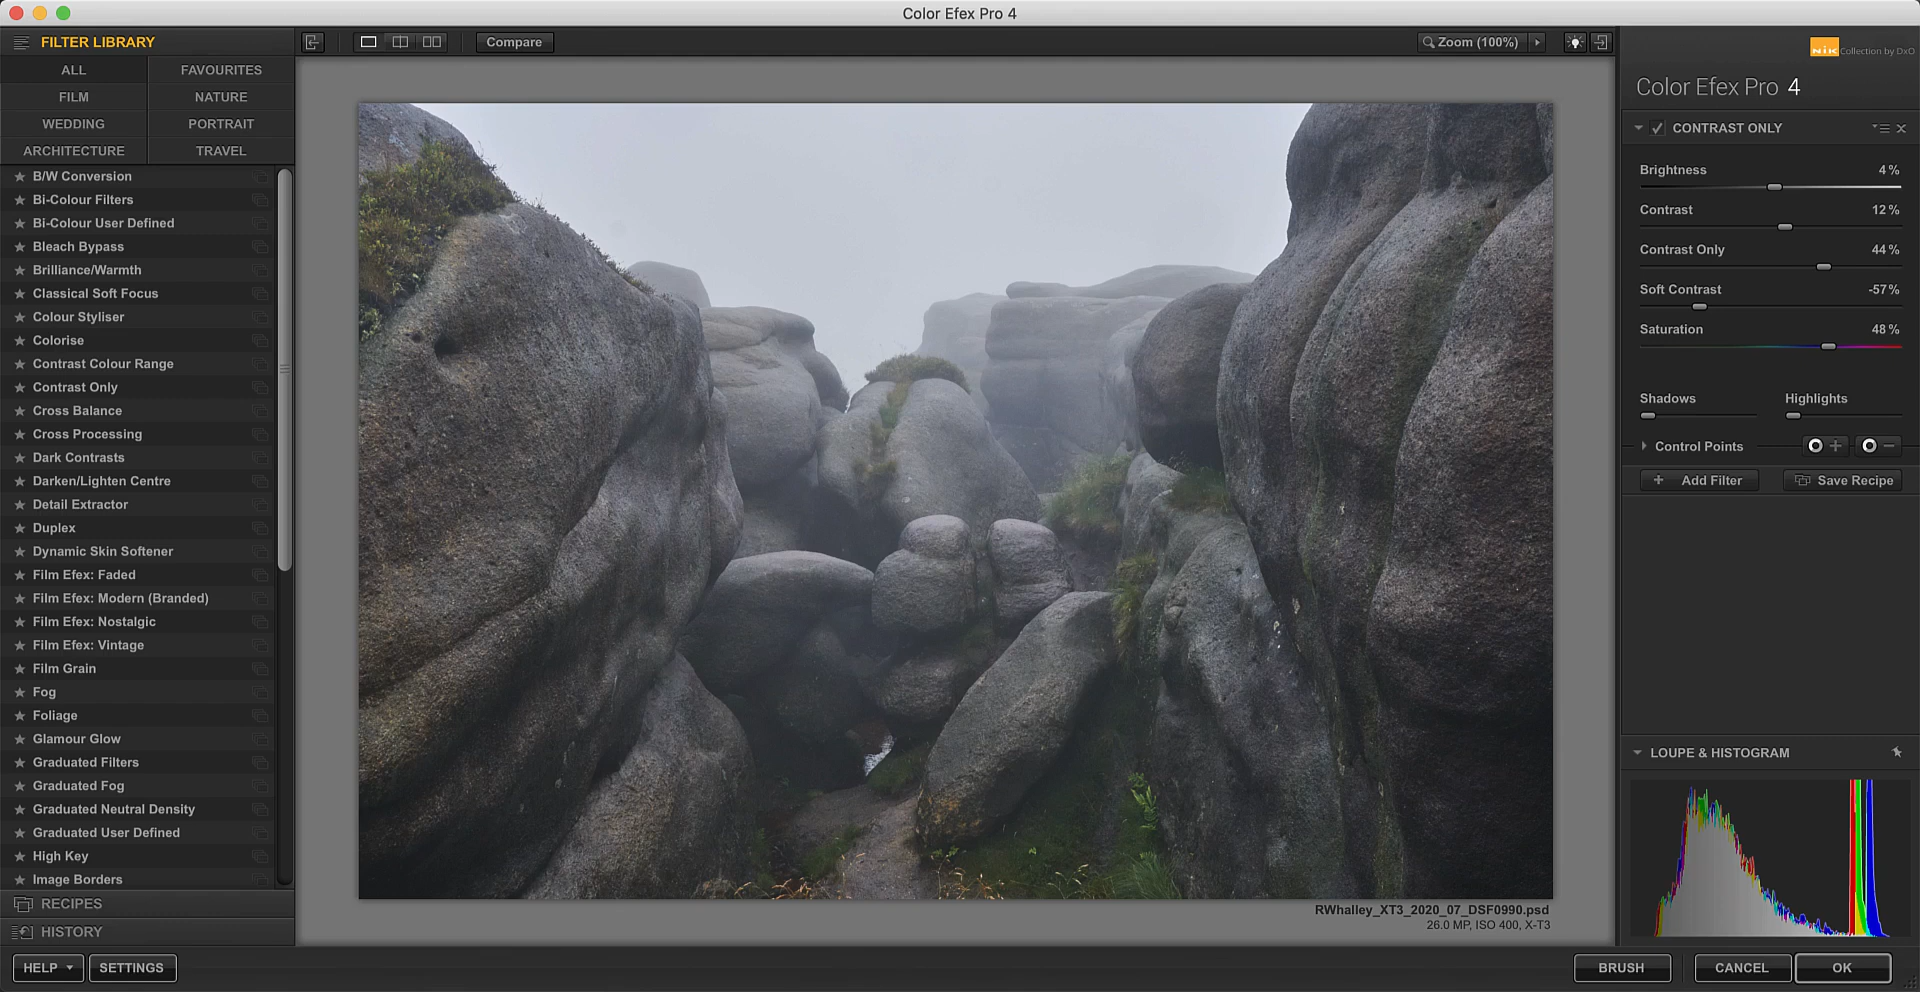 Color Efex Pro 4
FILTER LIBRARY
Compare
Zoom (100%)
ALL
FAVOURITES
FILM
NATURE
WEDDING
PORTRAIT
ARCHITECTURE
TRAVEL
B/W Conversion
Bi-Colour Filters
Bi-Colour User Defined
Bleach Bypass
Brilliance/Warmth
Classical Soft Focus
Colour Styliser
Colorise
Contrast Colour Range
Contrast Only
Cross Balance
Cross Processing
Dark Contrasts
Darken/Lighten Centre
Detail Extractor
Duplex
Dynamic Skin Softener
Film Efex: Faded
Film Efex: Modern (Branded)
Film Efex: Nostalgic
Film Efex: Vintage
Film Grain
Fog
Foliage
Glamour Glow
Graduated Filters
Graduated Fog
Graduated Neutral Density
Graduated User Defined
High Key
Image Borders
RECIPES
HISTORY
HELP
SETTINGS
RWhalley_XT3_2020_07_DSF0990.psd
26.0 MP, ISO 400, X-T3
Nik Collection by DxO
Color Efex Pro 4
CONTRAST ONLY
Brightness 4%
Contrast 12%
Contrast Only 44%
Soft Contrast -57%
Saturation 48%
Shadows Highlights
Control Points
Add Filter
Save Recipe
LOUPE & HISTOGRAM
BRUSH
CANCEL
OK